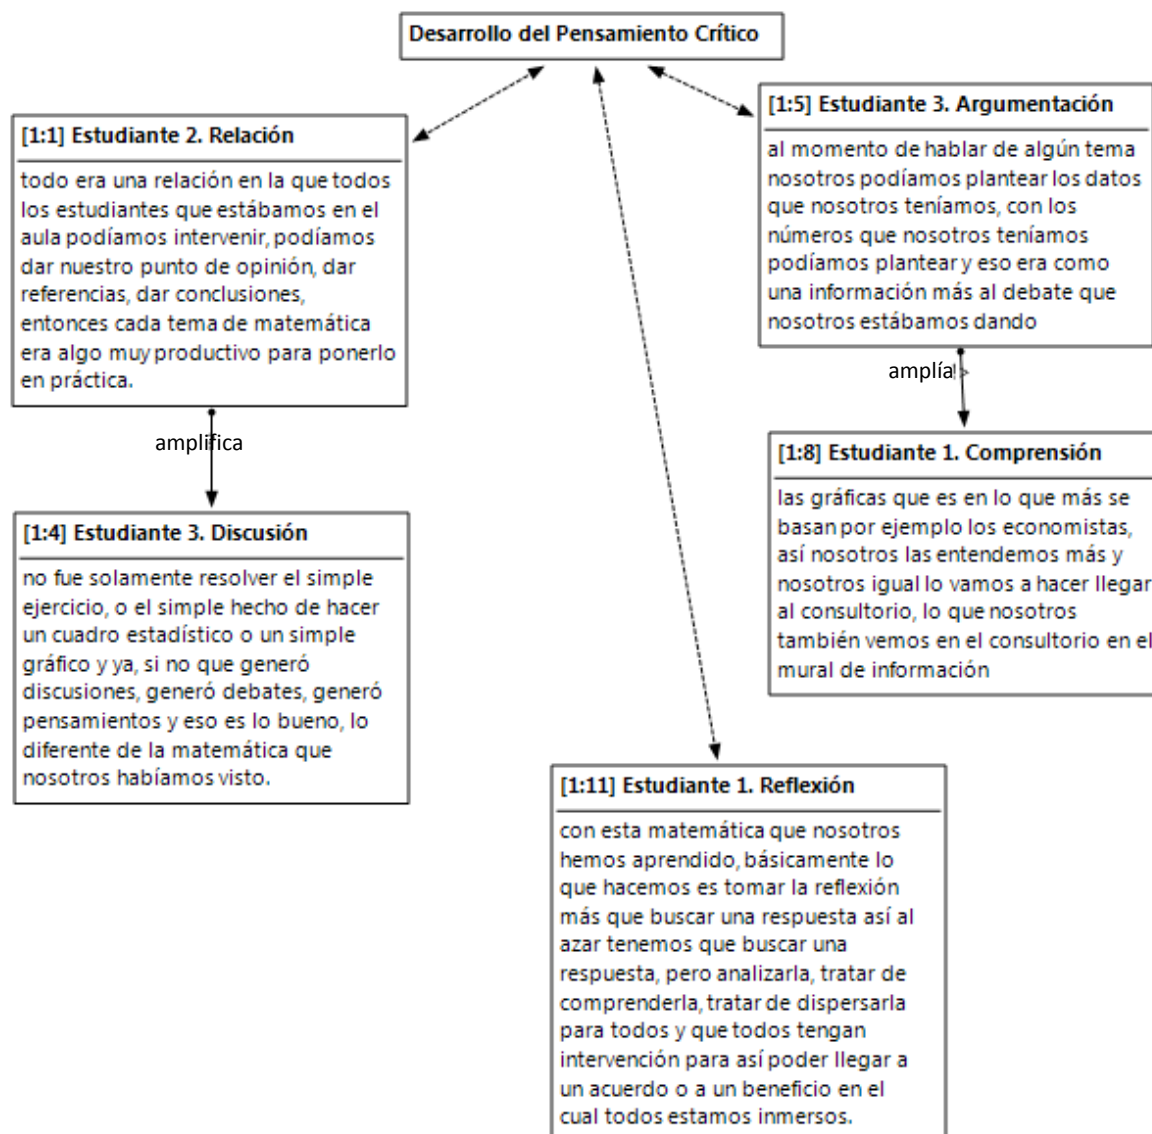 Desarrollo del Pensamiento Crítico
[1:1] Estudiante 2. Relación
todo era una relación en la que todos
los estudiantes que estábamos en el
aula podíamos intervenir, podíamos
dar nuestro punto de opinión, dar
referencias, dar conclusiones,
entonces cada tema de matemática
era algo muy productivo para ponerlo
en práctica.
amplifica
[1:4] Estudiante 3. Discusión
no fue solamente resolver el simple
ejercicio, o el simple hecho de hacer
un cuadro estadístico o un simple
gráfico y ya, si no que generó
discusiones, generó debates, generó
pensamientos y eso es lo bueno, lo
diferente de la matemática que
nosotros habíamos visto.
[1:5] Estudiante 3. Argumentación
al momento de hablar de algún tema
nosotros podíamos plantear los datos
que nosotros teníamos, con los
números que nosotros teníamos
podíamos plantear y eso era como
una información más al debate que
nosotros estábamos dando
amplía
[1:8] Estudiante 1. Comprensión
las gráficas que es en lo que más se
basan por ejemplo los economistas,
así nosotros las entendemos más y
nosotros igual lo vamos a hacer llegar
al consultorio, lo que nosotros
también vemos en el consultorio en el
mural de información
[1:11] Estudiante 1. Reflexión
con esta matemática que nosotros
hemos aprendido, básicamente lo
que hacemos es tomar la reflexión
más que buscar una respuesta así al
azar tenemos que buscar una
respuesta, pero analizarla, tratar de
comprenderla, tratar de dispersarla
para todos y que todos tengan
intervención para así poder llegar a
un acuerdo o a un beneficio en el
cual todos estamos inmersos.